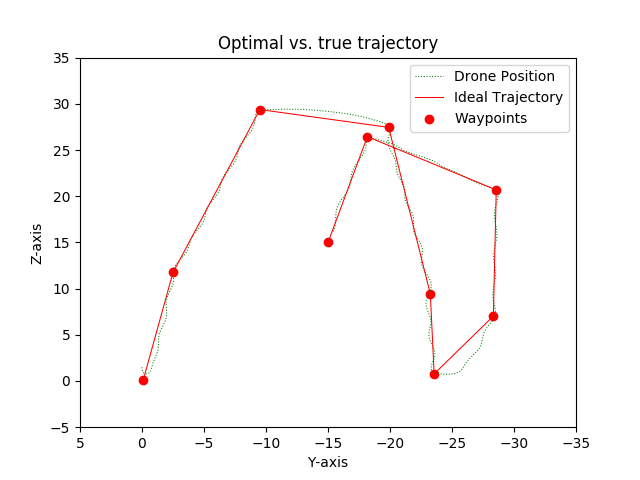 Optimal vs. true trajectory
35
30
25
20
15
10
5
0
−5
Z-axis
Drone Position
Ideal Trajectory
Waypoints
5 0 −5 −10 −15 −20 −25 −30 −35
Y-axis